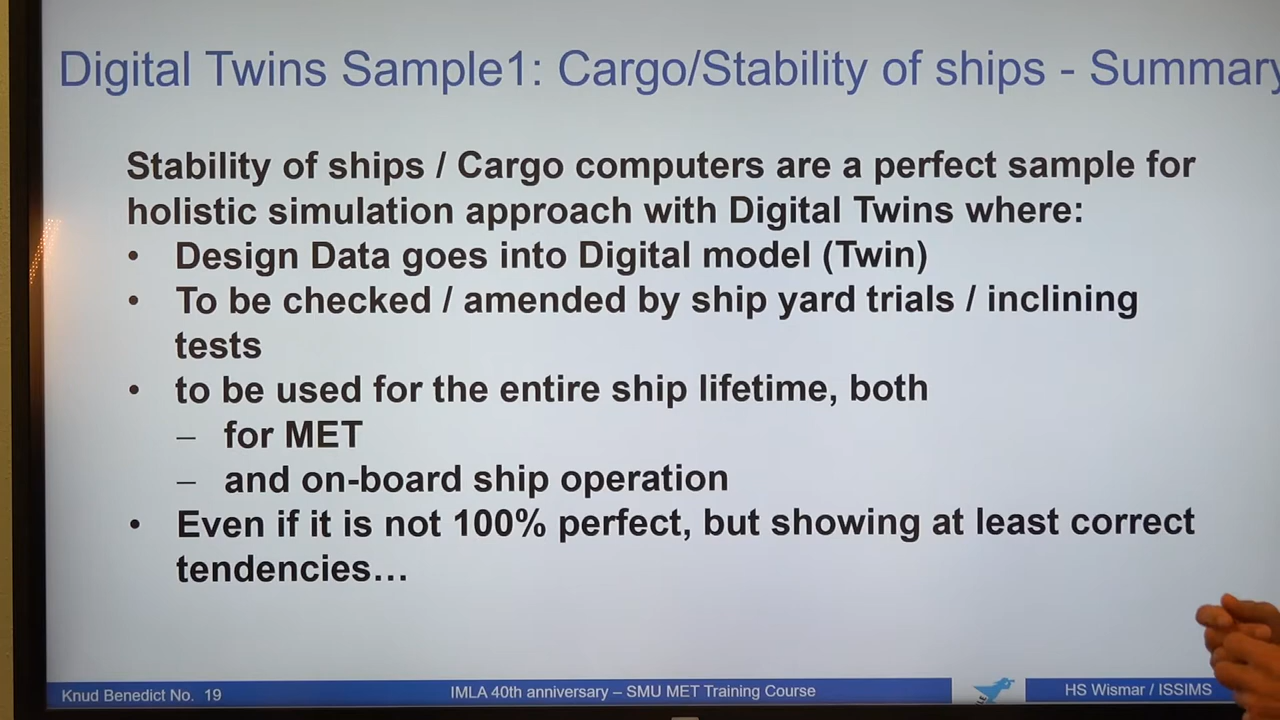 Digital Twins Sample1: Cargo/Stability of ships - Summary
Stability of ships / Cargo computers are a perfect sample for
holistic simulation approach with Digital Twins where:
• Design Data goes into Digital model (Twin)
• To be checked / amended by ship yard trials / inclining
tests
• to be used for the entire ship lifetime, both
– for MET
– and on-board ship operation
• Even if it is not 100% perfect, but showing at least correct
tendencies…
Knud Benedict No. 19
IMLA 40th anniversary – SMU MET Training Course
HS Wismar / ISSIMS